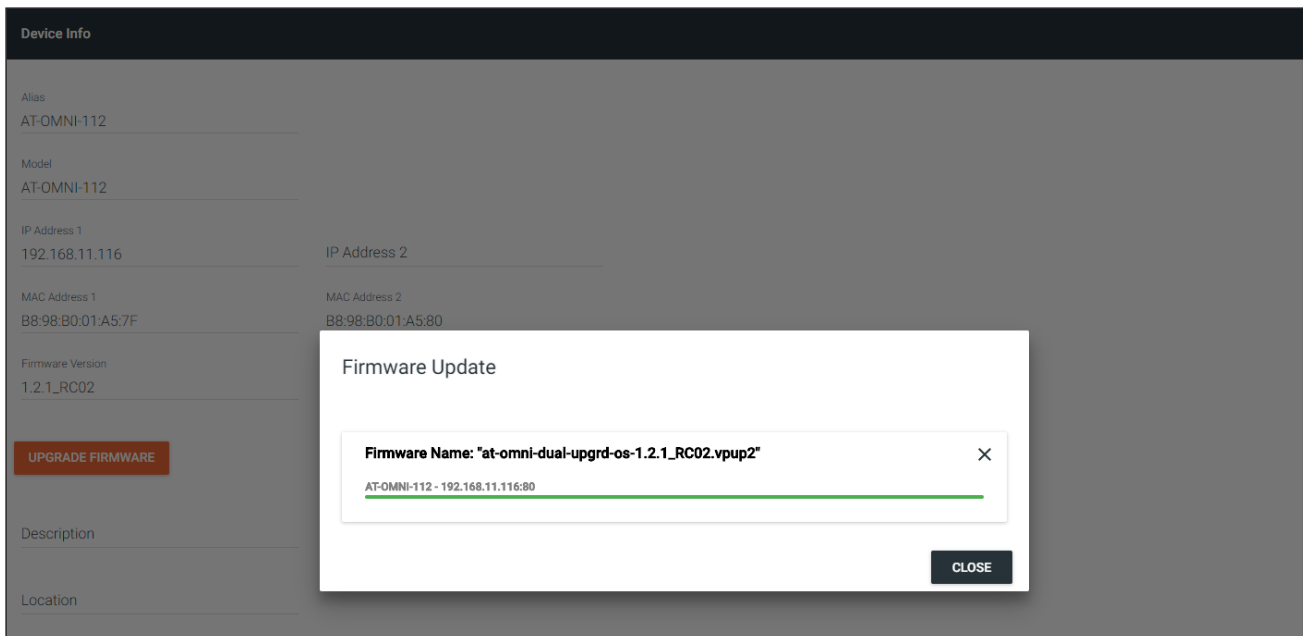 Device Info
Alias
AT-OMNI-112
Model
AT-OMNI-112
IP Address 1
192.168.11.116
IP Address 2
MAC Address 1
B8:98:B0:01:A5:7F
MAC Address 2
B8:98:B0:01:A5:80
Firmware Version
1.2.1_RC02
UPGRADE FIRMWARE
Description
Location
Firmware Update
Firmware Name: "at-omni-dual-upgrd-os-1.2.1_RC02.vpup2"
AT-OMNI-112 - 192.168.11.116:80
CLOSE